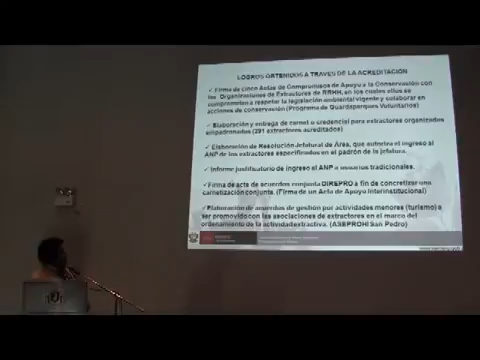 LOGROS OBTENIDOS A TRAVES DE LA ACREDITACIÓN
✓ Firma de cinco Actas de Compromisos de Apoyo a la Conservación con
las Organizaciones de Extractores de RRHH, en los cuales ellos se
comprometen a respetar la legislación ambiental vigente y colaborar en
acciones de conservación (Programa de Guardaparques Voluntarios)
✓ Elaboración y entrega de carnet o credencial para extractores organizados
empadronados (291 extractores acreditados)
✓ Elaboración de Resolución Jefatural de Área, que autoriza el ingreso al
ANP de los extractores especificados en el padrón de la jefatura.
✓ Informe justificatorio de ingreso el ANP a usuarios tradicionales.
✓ Firma de acta de acuerdos conjunta DIREPRO a fin de concretizar una
carnetización conjunta. (Firma de un Acta de Apoyo Interinstitucional)
✓ Elaboración de acuerdos de gestión por actividades menores (turismo) a
ser promovido con las asociaciones de extractores en el marco del
ordenamiento de la actividad extractiva. (ASEPROHI San Pedro)